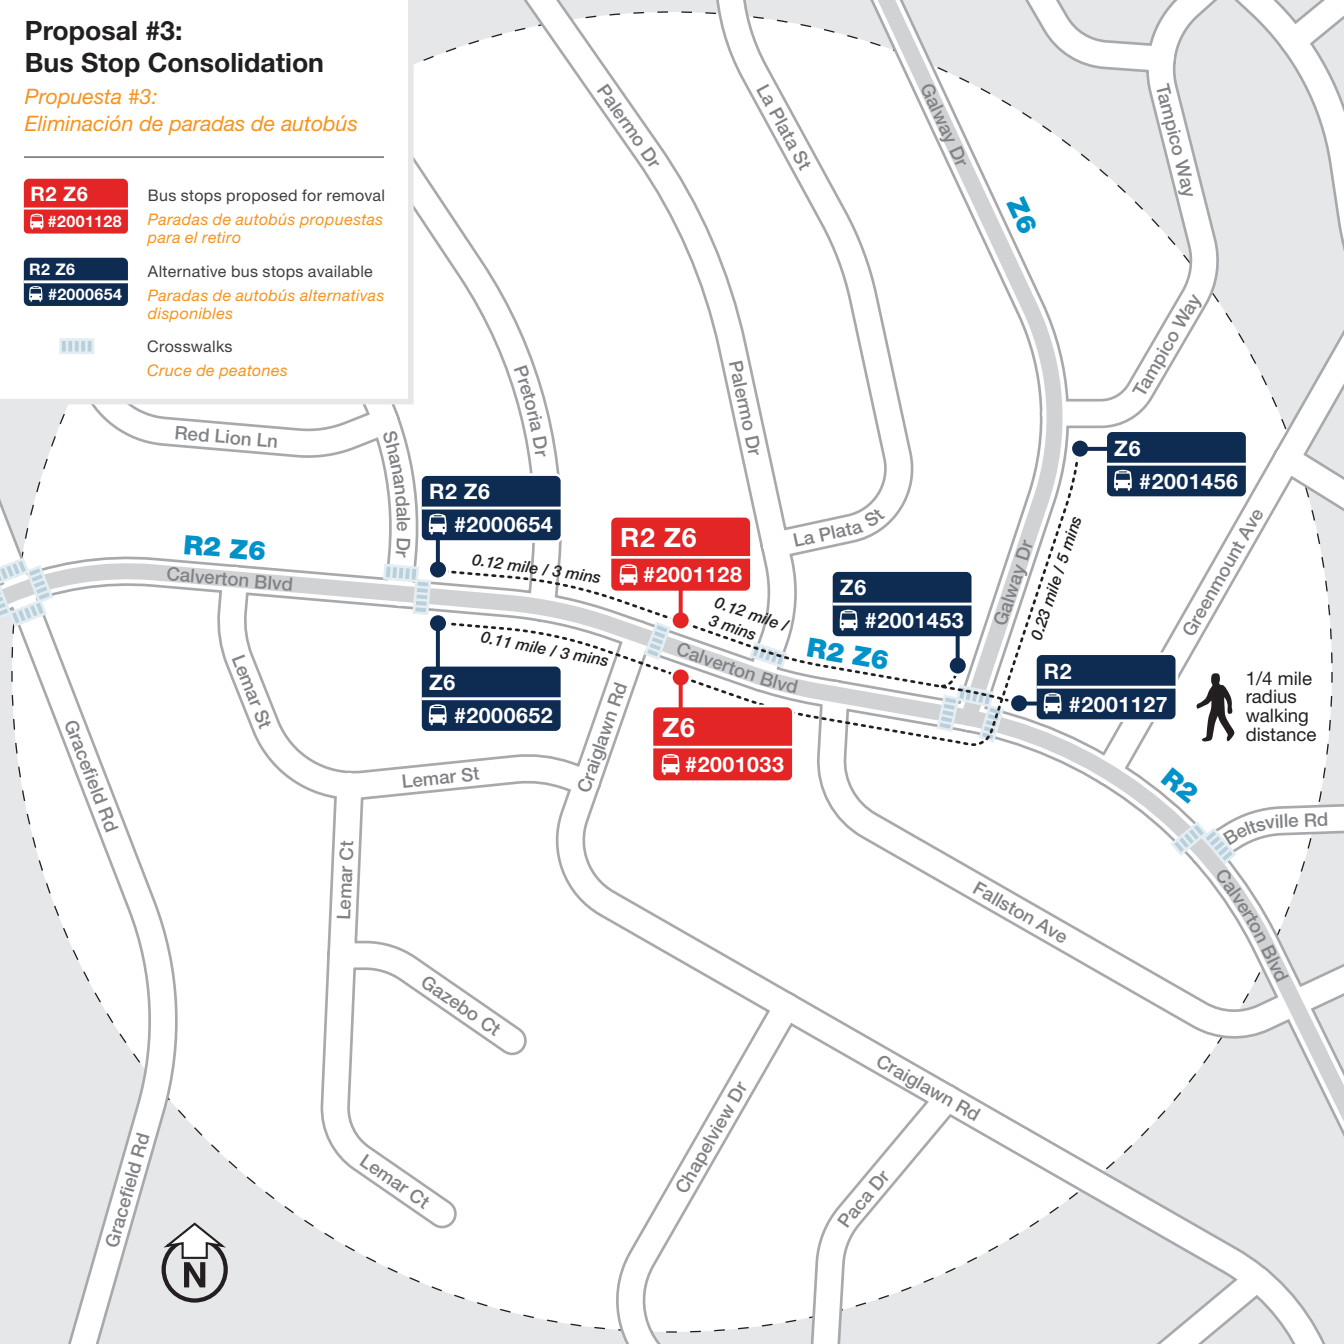 Proposal #3:
Bus Stop Consolidation
Propuesta #3:
Eliminación de paradas de autobús
R2 Z6
#2001128
Bus stops proposed for removal
Paradas de autobús propuestas
para el retiro
R2 Z6
#2000654
Alternative bus stops available
Paradas de autobús alternativas
disponibles
Crosswalks
Cruce de peatones
Palermo Dr
La Plata St
Galway Dr
Tampico Way
Z6
Tampico Way
Pretoria Dr
Palermo Dr
Red Lion Ln
Shanandale Dr
Z6
#2001456
R2 Z6
#2000654
La Plata St
R2 Z6
#2001128
R2 Z6
Calverton Blvd
0.12 mile / 3 mins
0.12 mile /
3 mins
Z6
#2001453
Galway Dr
0.23 mile / 5 mins
Greenmount Ave
0.11 mile / 3 mins
Calverton Blvd
R2 Z6
Z6
#2000652
R2
#2001127
1/4 mile
radius
walking
distance
Lemar St
Gracefield Rd
Craiglawn Rd
Z6
#2001033
Lemar St
R2
Beltsville Rd
Lemar Ct
Calverton Blvd
Fallston Ave
Gazebo Ct
Craiglawn Rd
Chapelview Dr
Paca Dr
Lemar Ct
Gracefield Rd
N